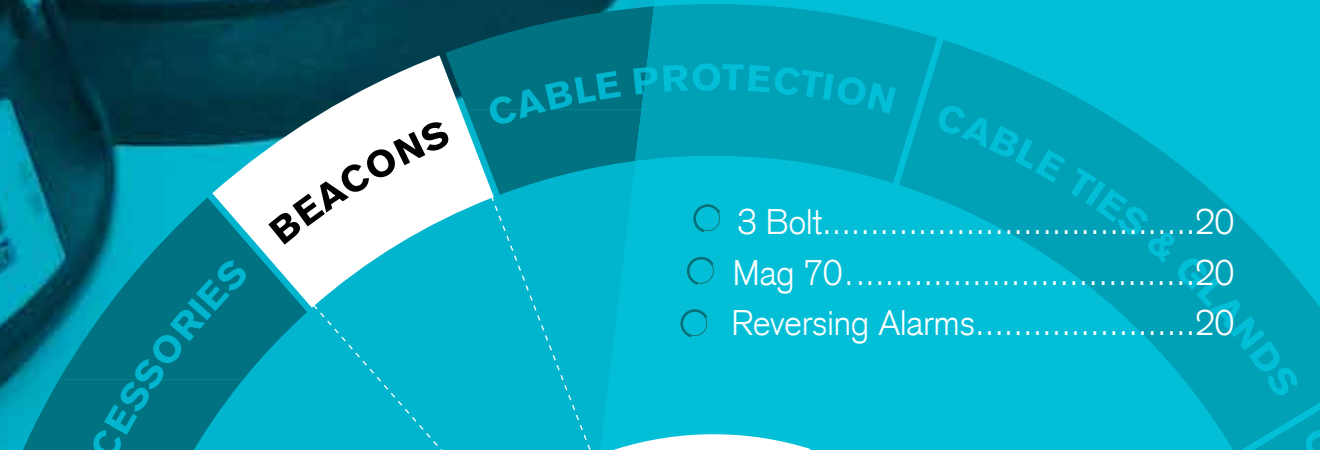 CESSORIES
BEACONS
CABLE PROTECTION
CABLE TIES & GLANDS
3 Bolt.......................................20
Mag 70.....................................20
Reversing Alarms.......................20